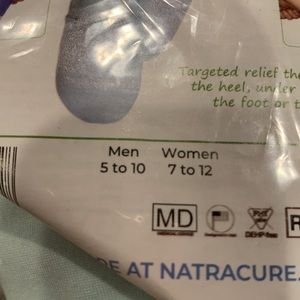 Targeted relief the
the heel, under
the foot or t
Men Women
5 to 10 7 to 12
MD
R
E AT NATRACURE.